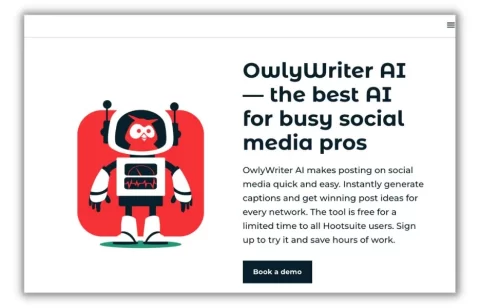 OwlyWriter AI
— the best AI
for busy social
media pros
OwlyWriter AI makes posting on social
media quick and easy. Instantly generate
captions and get winning post ideas for
every network. The tool is free for a
limited time to all Hootsuite users. Sign
up to try it and save hours of work.
Book a demo